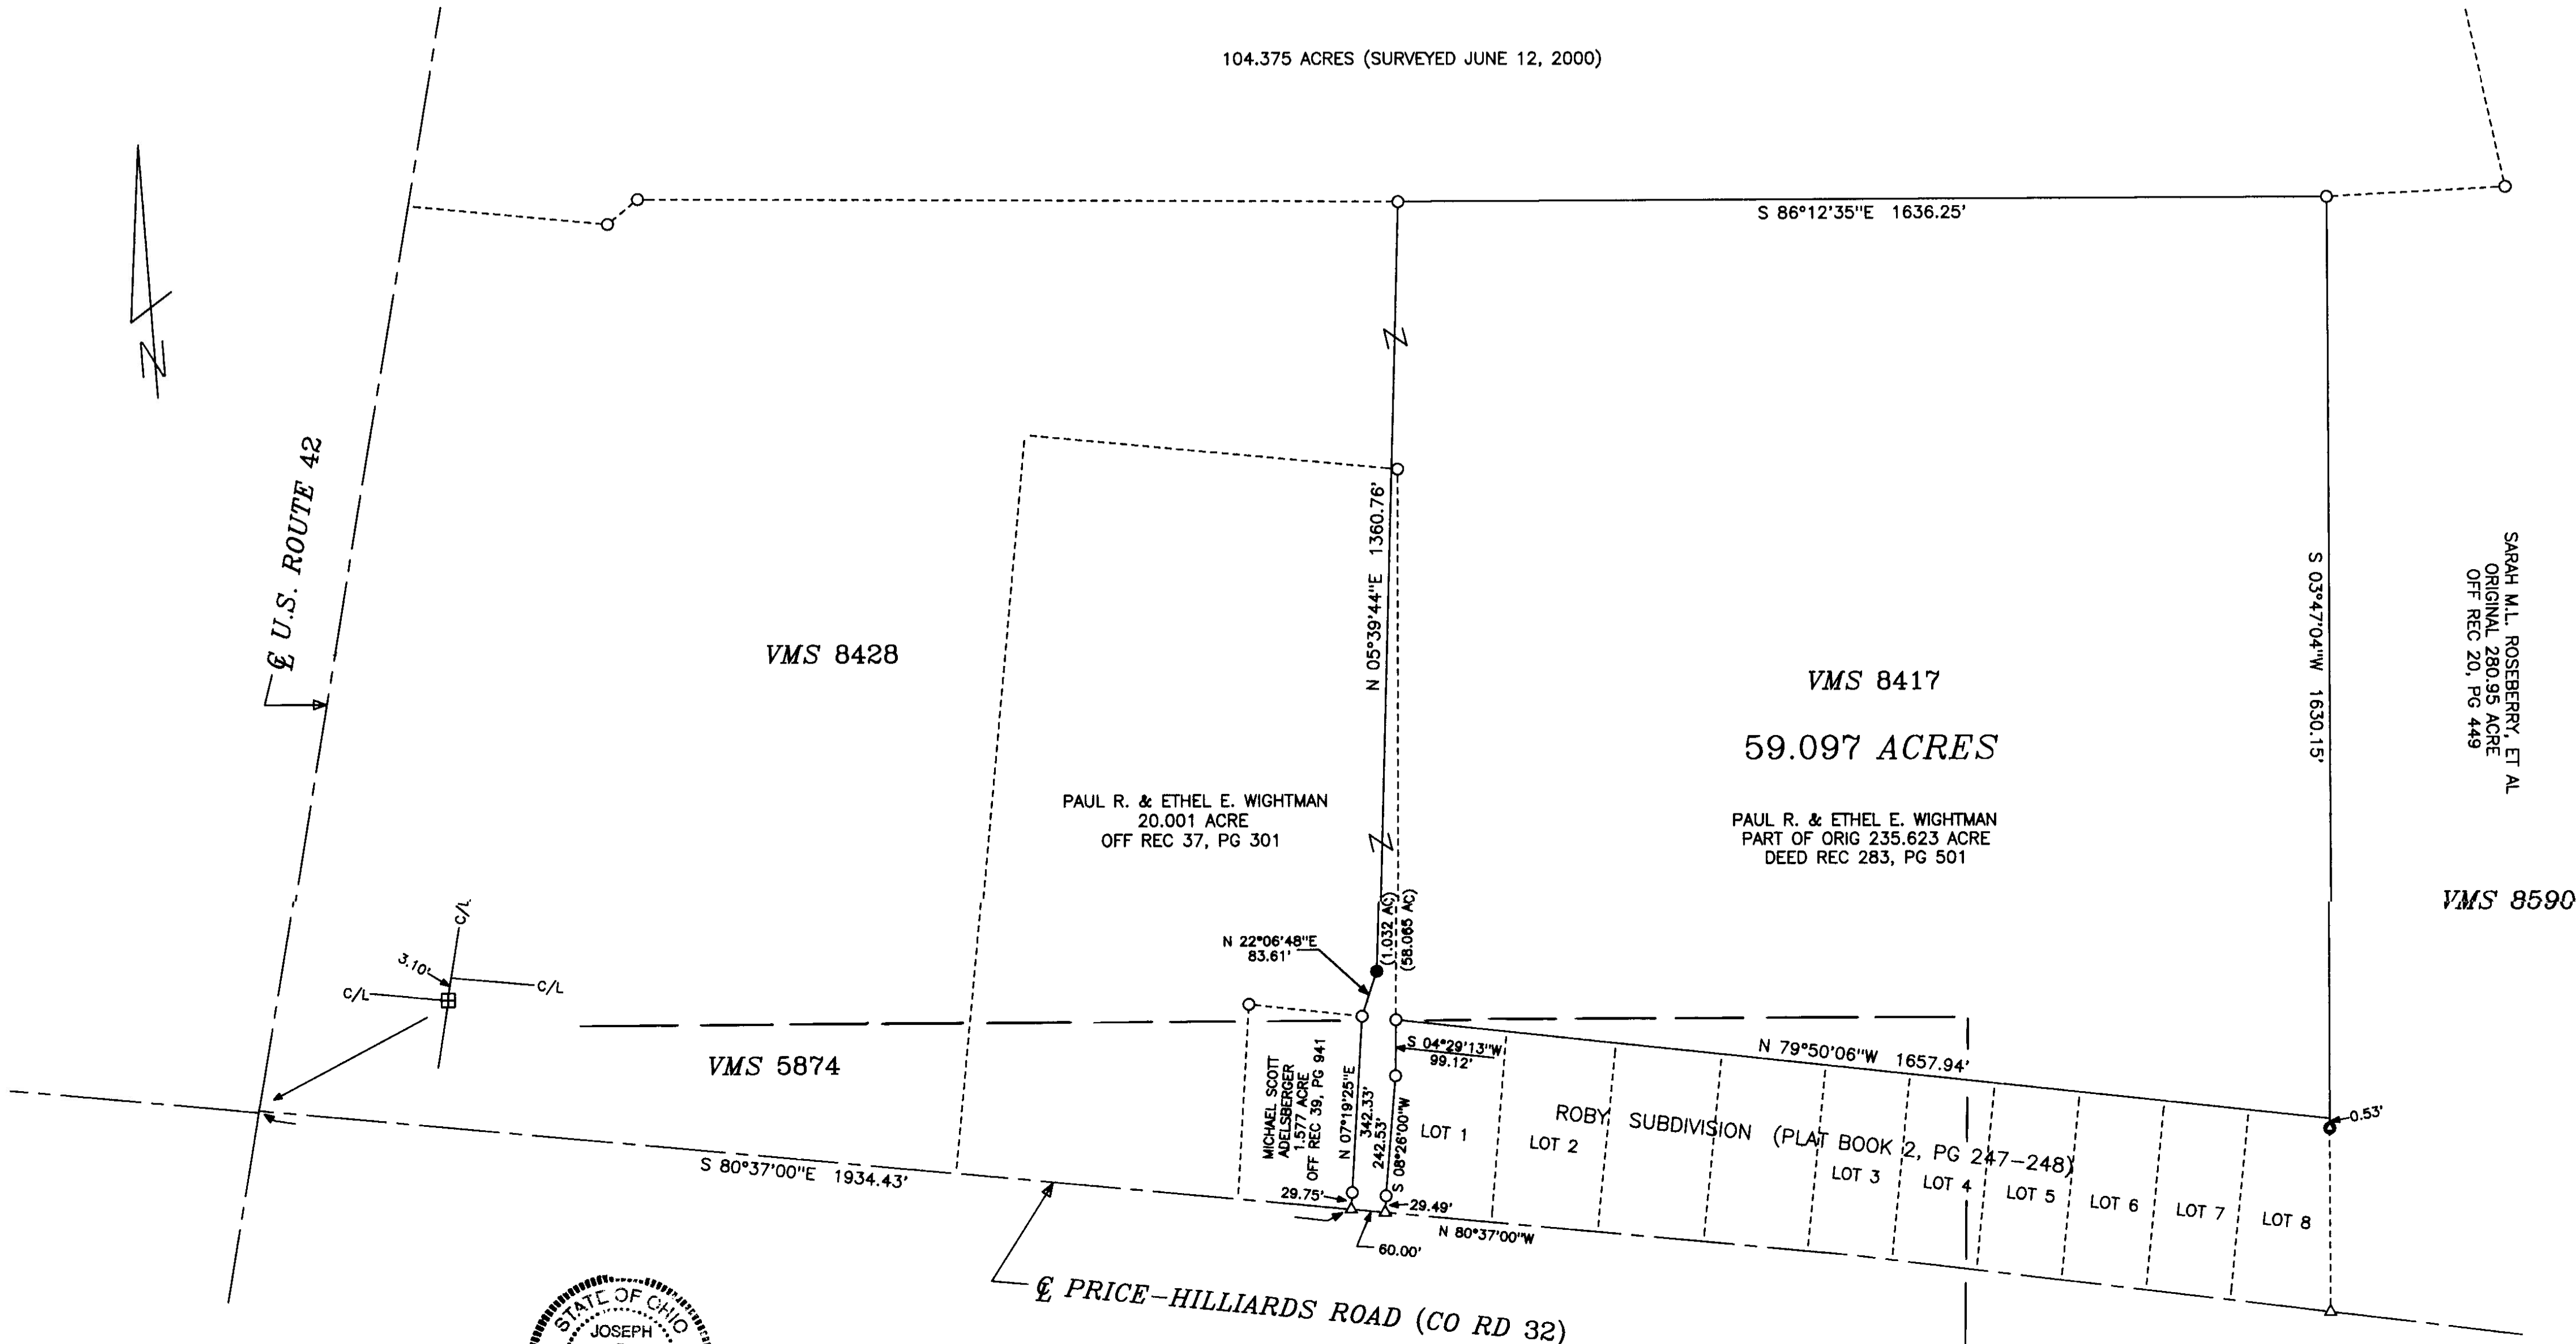 104.375 ACRES (SURVEYED JUNE 12, 2000)
S 86°12'35"E 1636.25'
N
℄ U.S. ROUTE 42
VMS 8428
N 05°39'44"E 1360.76'
VMS 8417
59.097 ACRES
PAUL R. & ETHEL E. WIGHTMAN
PART OF ORIG 235.623 ACRE
DEED REC 283, PG 501
S 03°47'04"W 1630.15'
SARAH M.L. ROSEBERRY, ET AL
ORIGINAL 280.95 ACRE
OFF REC 20, PG 449
VMS 8590
PAUL R. & ETHEL E. WIGHTMAN
20.001 ACRE
OFF REC 37, PG 301
(1.032 AC)
(58.065 AC)
N 22°06'48"E
83.61'
C/L
3.10'
C/L
C/L
VMS 5874
MICHAEL SCOTT
ADELSBERGER
1.577 ACRE
OFF REC 39, PG 941
N 07°19'25"E
342.33'
242.53'
S 08°26'00"W
S 04°29'13"W
99.12'
N 79°50'06"W 1657.94'
0.53'
ROBY SUBDIVISION (PLAT BOOK 2, PG 247-248)
LOT 1
LOT 2
LOT 3
LOT 4
LOT 5
LOT 6
LOT 7
LOT 8
S 80°37'00"E 1934.43'
29.75'
29.49'
60.00'
N 80°37'00"W
℄ PRICE-HILLIARDS ROAD (CO RD 32)
STATE OF OHIO
JOSEPH